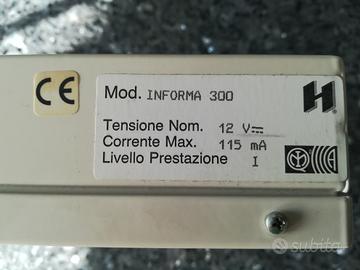 CE
Mod. INFORMA 300
H
Tensione Nom. 12 V⎓
Corrente Max. 115 mA
Livello Prestazione I
subito